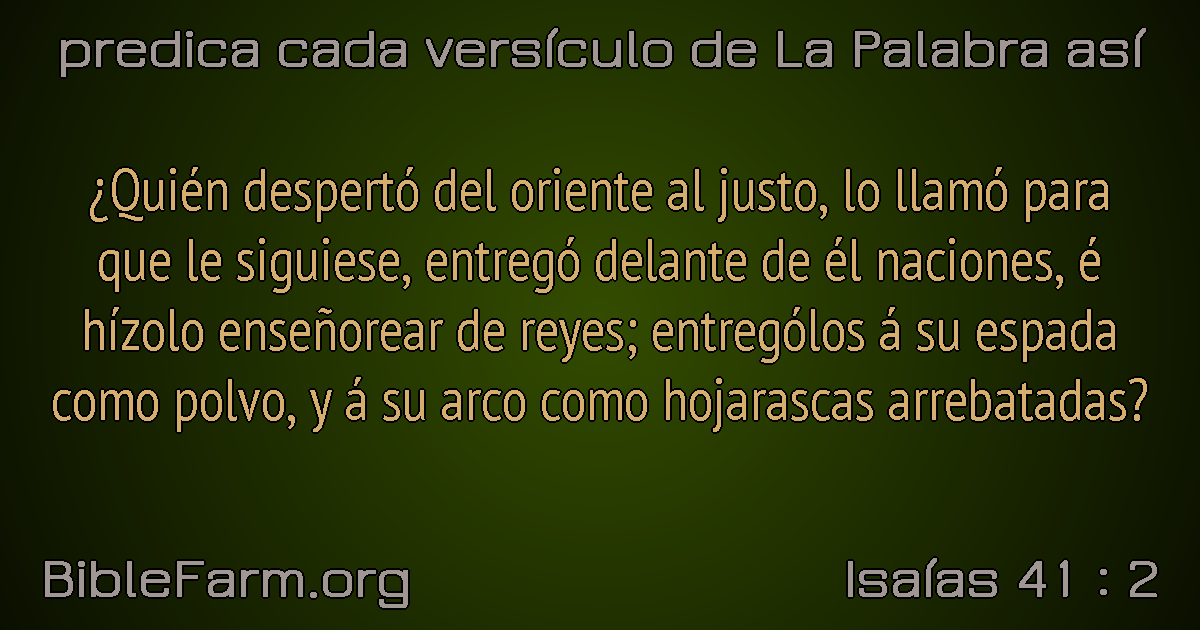 predica cada versículo de La Palabra así
¿Quién despertó del oriente al justo, lo llamó para
que le siguiese, entregó delante de él naciones, é
hízolo enseñorear de reyes; entrególos á su espada
como polvo, y á su arco como hojarascas arrebatadas?
BibleFarm.org
Isaías 41 : 2